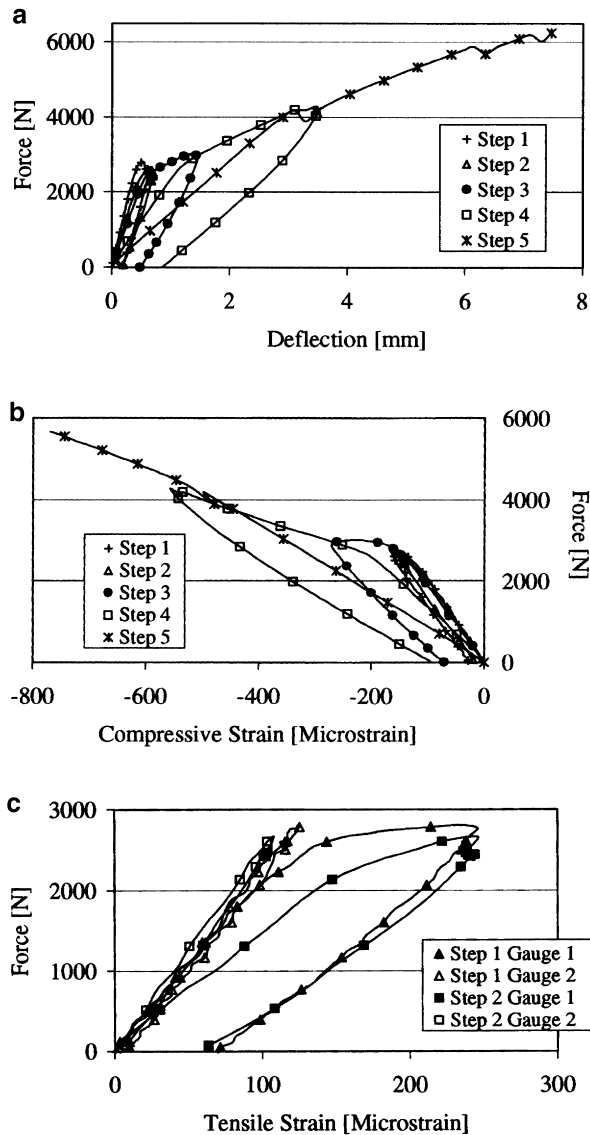 a
6000
4000
2000
0
Force [N]
+ Step 1
Step 2
Step 3
Step 4
Step 5
0 2 4 6 8
Deflection [mm]
b
6000
4000
2000
0
Force [N]
+ Step 1
Step 2
Step 3
Step 4
Step 5
-800 -600 -400 -200 0
Compressive Strain [Microstrain]
c
3000
2000
1000
0
Force [N]
Step 1 Gauge 1
Step 1 Gauge 2
Step 2 Gauge 1
Step 2 Gauge 2
0 100 200 300
Tensile Strain [Microstrain]